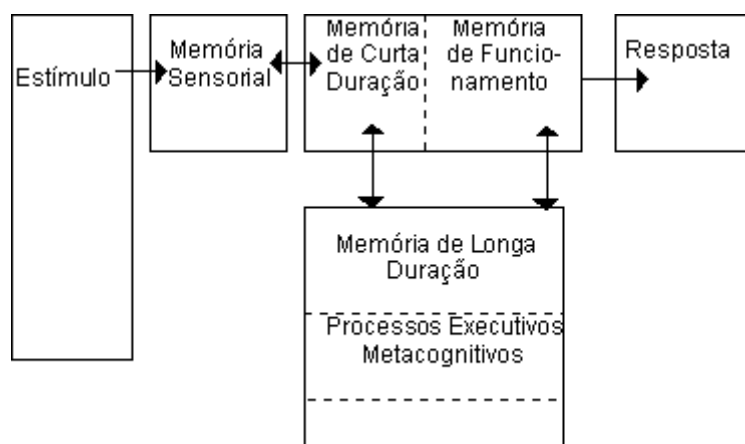 Estímulo
Memória
Sensorial
Memória
de Curta
Duração
Memória
de Funcio-
namento
Resposta
Memória de Longa
Duração
Processos Executivos
Metacognitivos